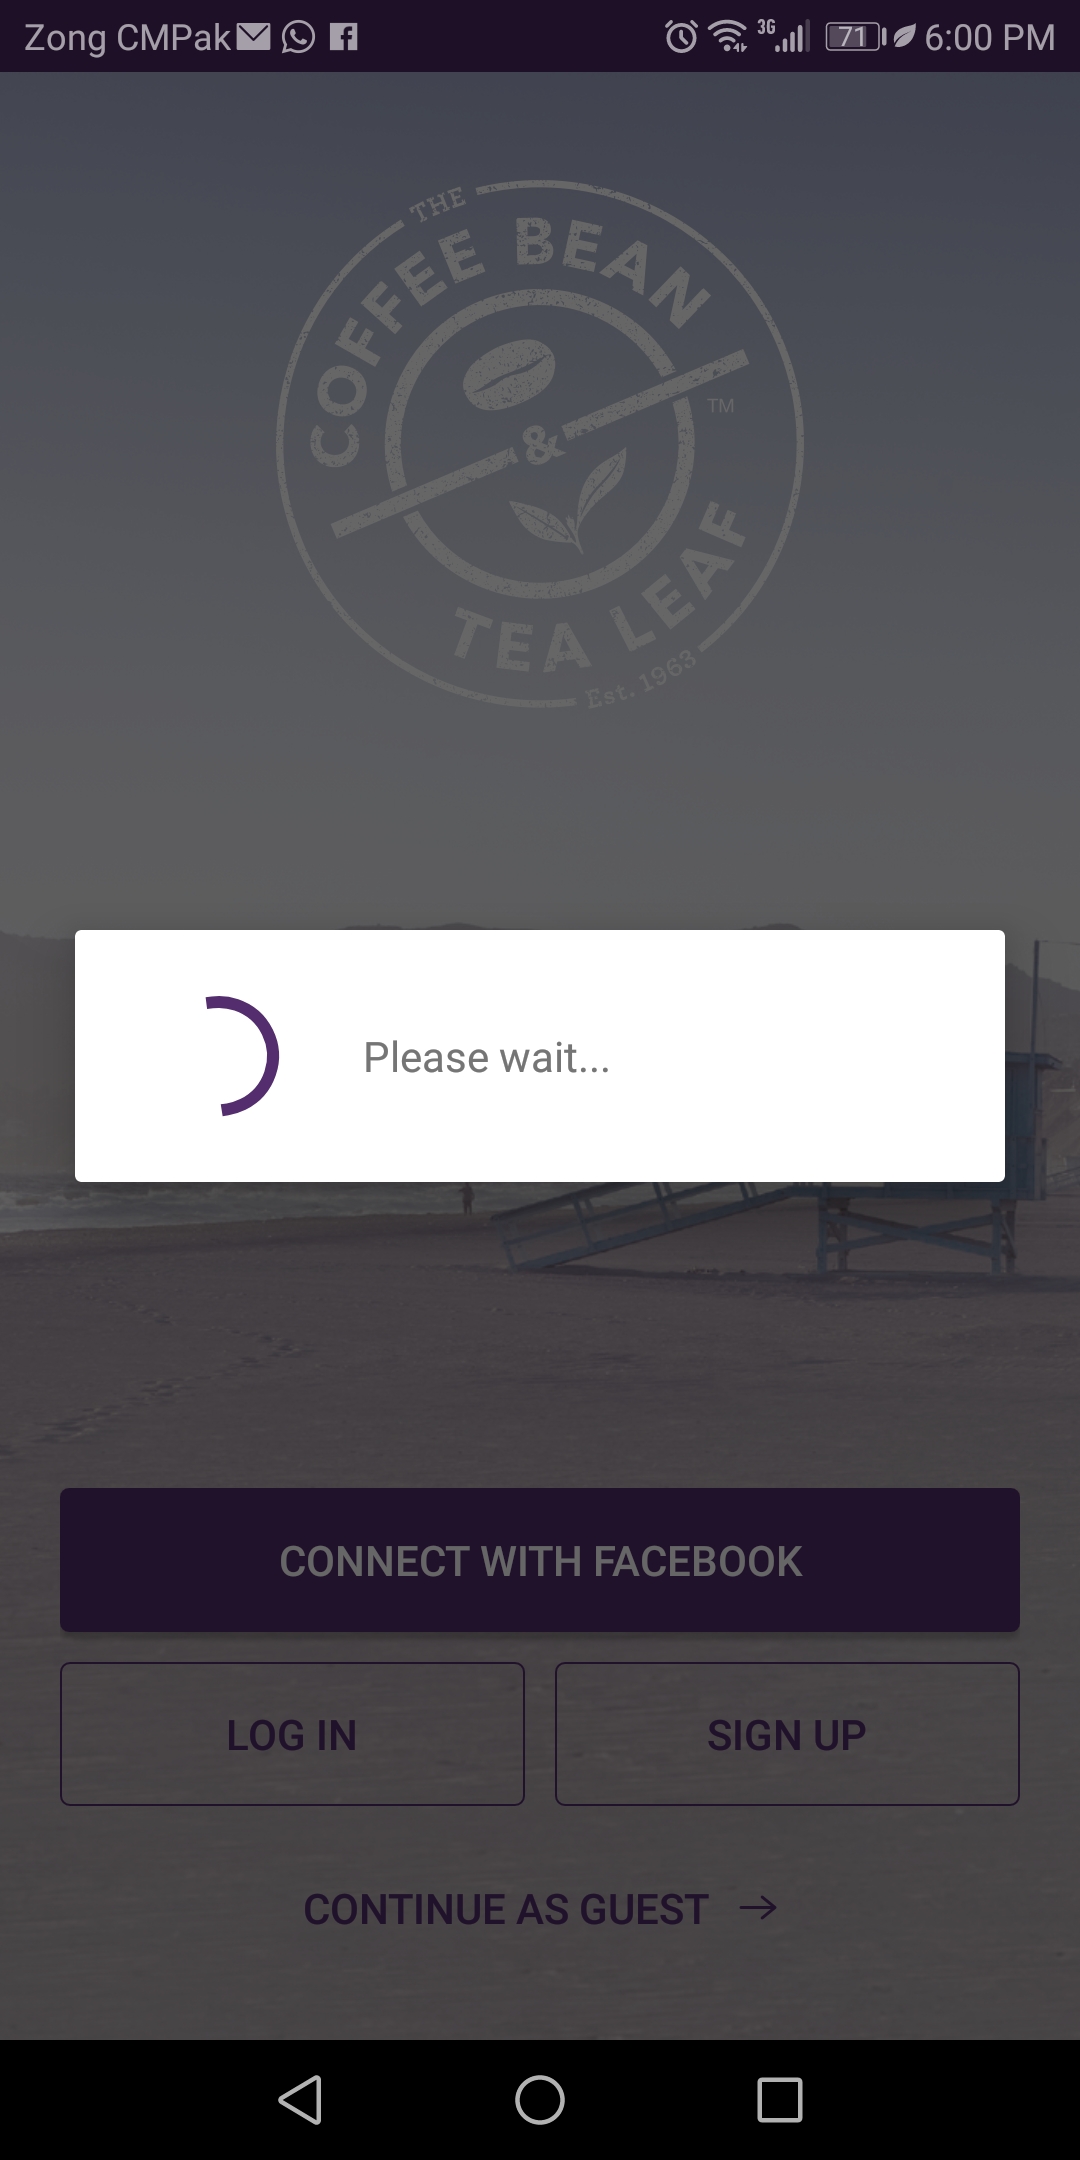 Zong CMPak 3G 71 6:00 PM
THE
COFFEE BEAN
&
TM
TEA LEAF
Est. 1963
Please wait...
CONNECT WITH FACEBOOK
LOG IN SIGN UP
CONTINUE AS GUEST →